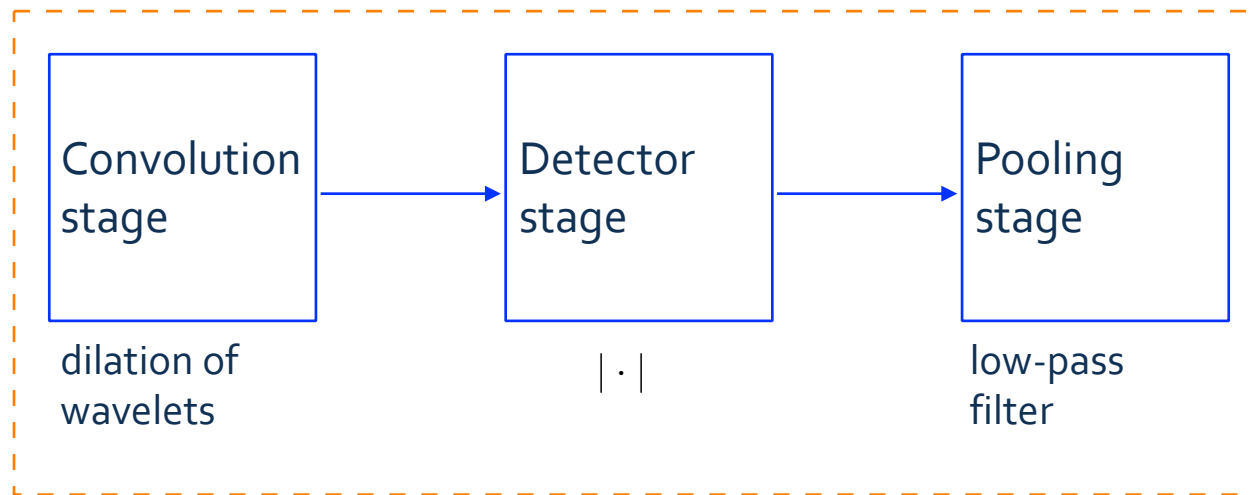 Convolution
stage
Detector
stage
Pooling
stage
dilation of
wavelets
| · |
low-pass
filter